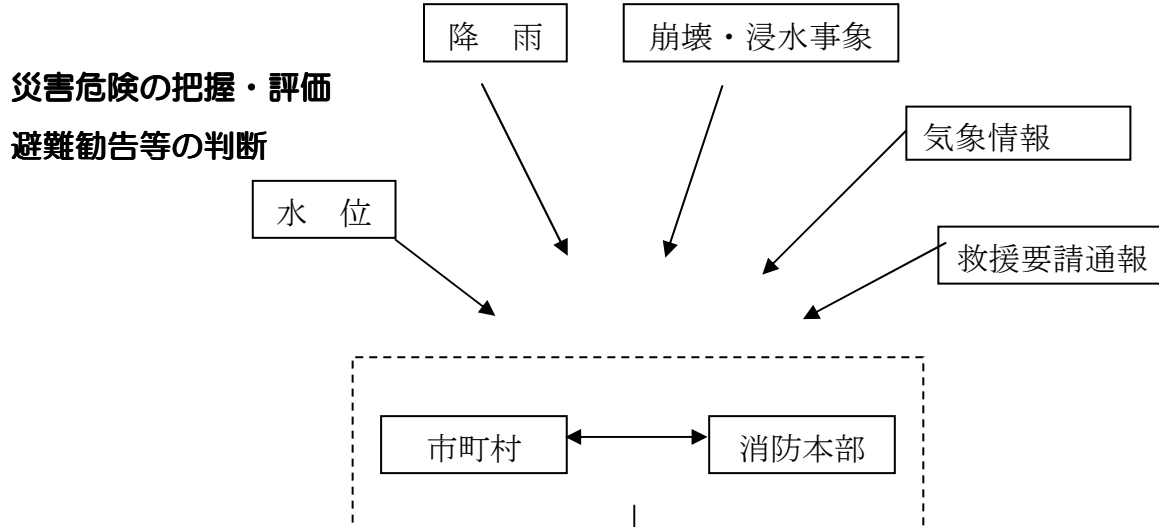 降　雨
崩壊・浸水事象
災害危険の把握・評価
避難勧告等の判断
気象情報
水　位
救援要請通報
市町村
消防本部